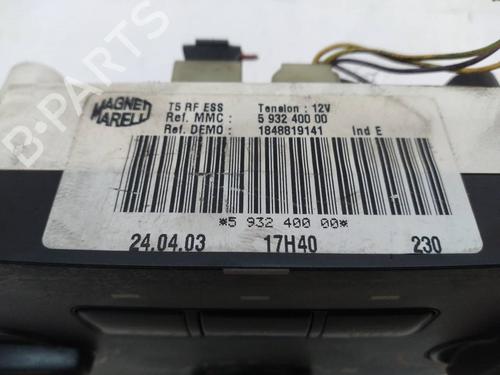 MAGNETI
MARELLI
T5 RF ESS Tension : 12V
Ref. MMC : 5 932 400 00
Ref. DEMO : 1848819141 Ind E
*5 932 400 00*
24.04.03 17H40 230
B-PARTS